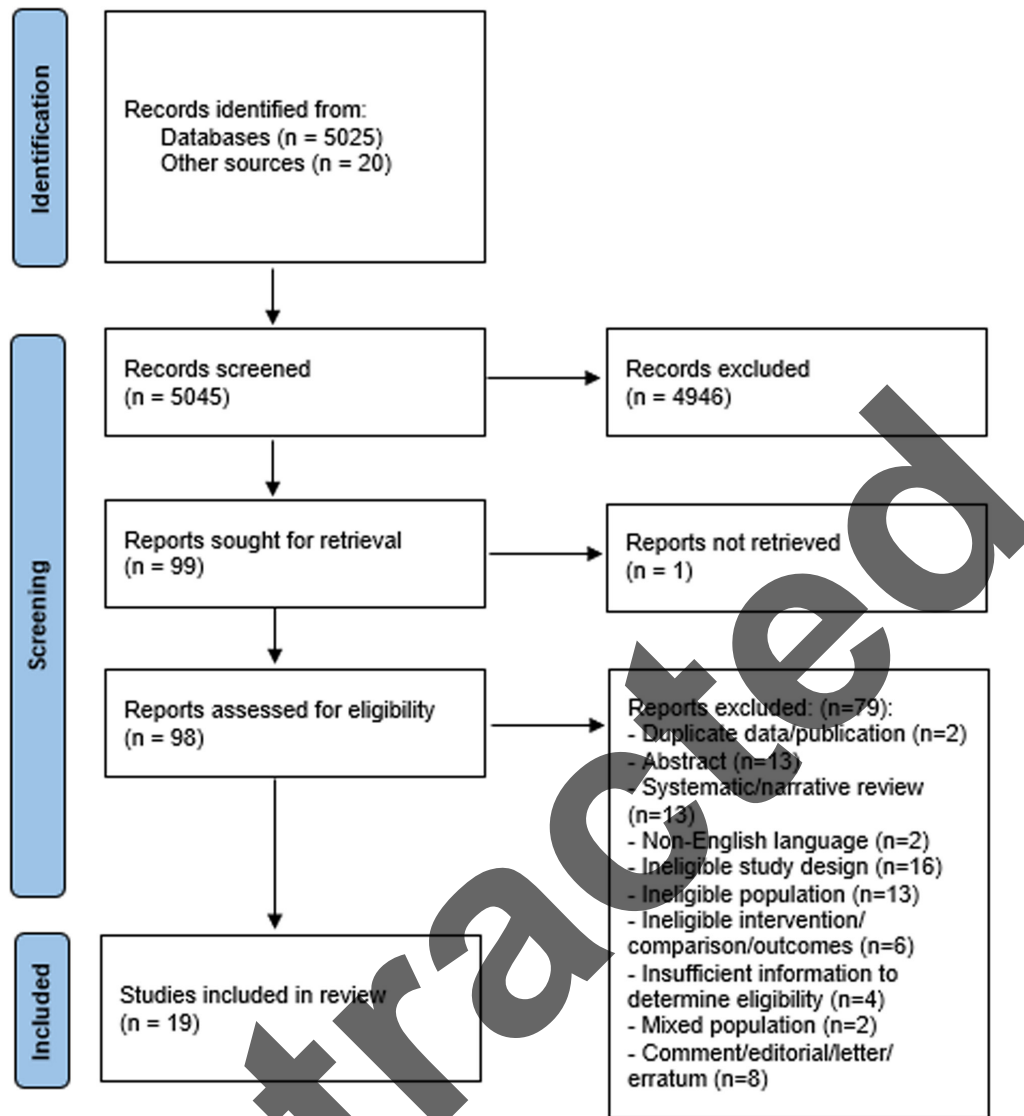 Identification
Records identified from:
Databases (n = 5025)
Other sources (n = 20)
Screening
Records screened
(n = 5045)
Records excluded
(n = 4946)
Reports sought for retrieval
(n = 99)
Reports not retrieved
(n = 1)
Reports assessed for eligibility
(n = 98)
Reports excluded: (n=79):
- Duplicate data/publication (n=2)
- Abstract (n=13)
- Systematic/narrative review
(n=13)
- Non-English language (n=2)
- Ineligible study design (n=16)
- Ineligible population (n=13)
- Ineligible intervention/
comparison/outcomes (n=6)
- Insufficient information to
determine eligibility (n=4)
- Mixed population (n=2)
- Comment/editorial/letter/
erratum (n=8)
Included
Studies included in review
(n = 19)
tracted